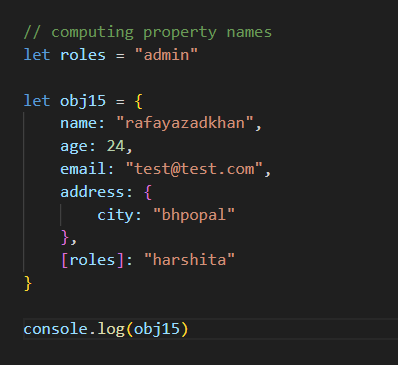 // computing property names
let roles = "admin"
let obj15 = {
name: "rafayazadkhan",
age: 24,
email: "test@test.com",
address: {
city: "bhpopal"
},
[roles]: "harshita"
}
console.log(obj15)